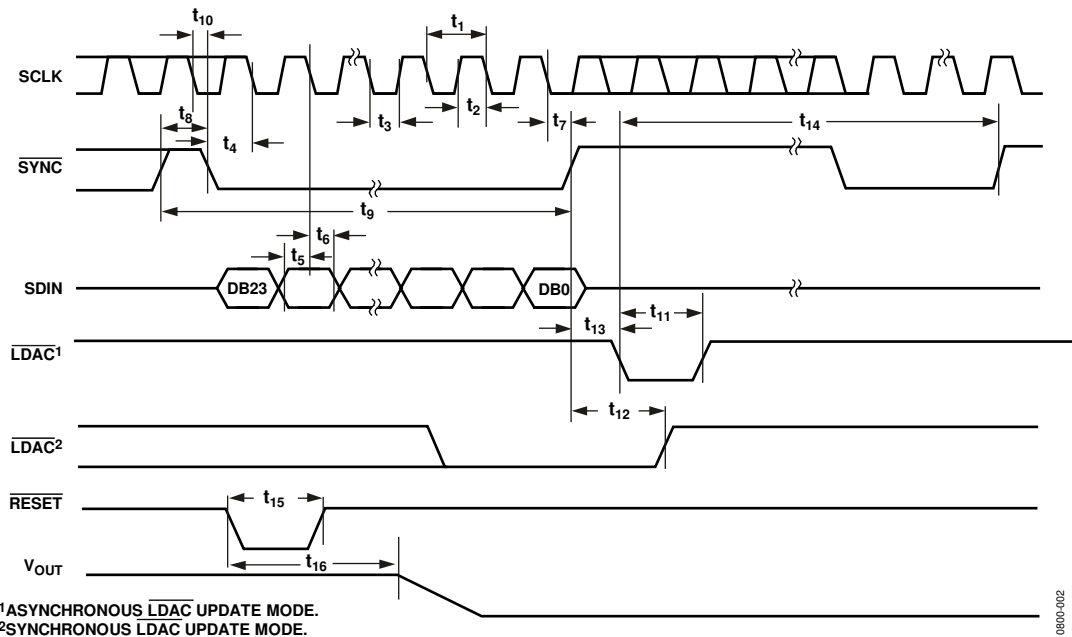 t10
t1
SCLK
t8
t4
t3
t2
t7
t14
SYNC
t9
t6
t5
SDIN
DB23
DB0
t13
t11
LDAC1
t12
LDAC2
RESET
t15
t16
VOUT
1ASYNCHRONOUS LDAC UPDATE MODE.
2SYNCHRONOUS LDAC UPDATE MODE.
0800-002